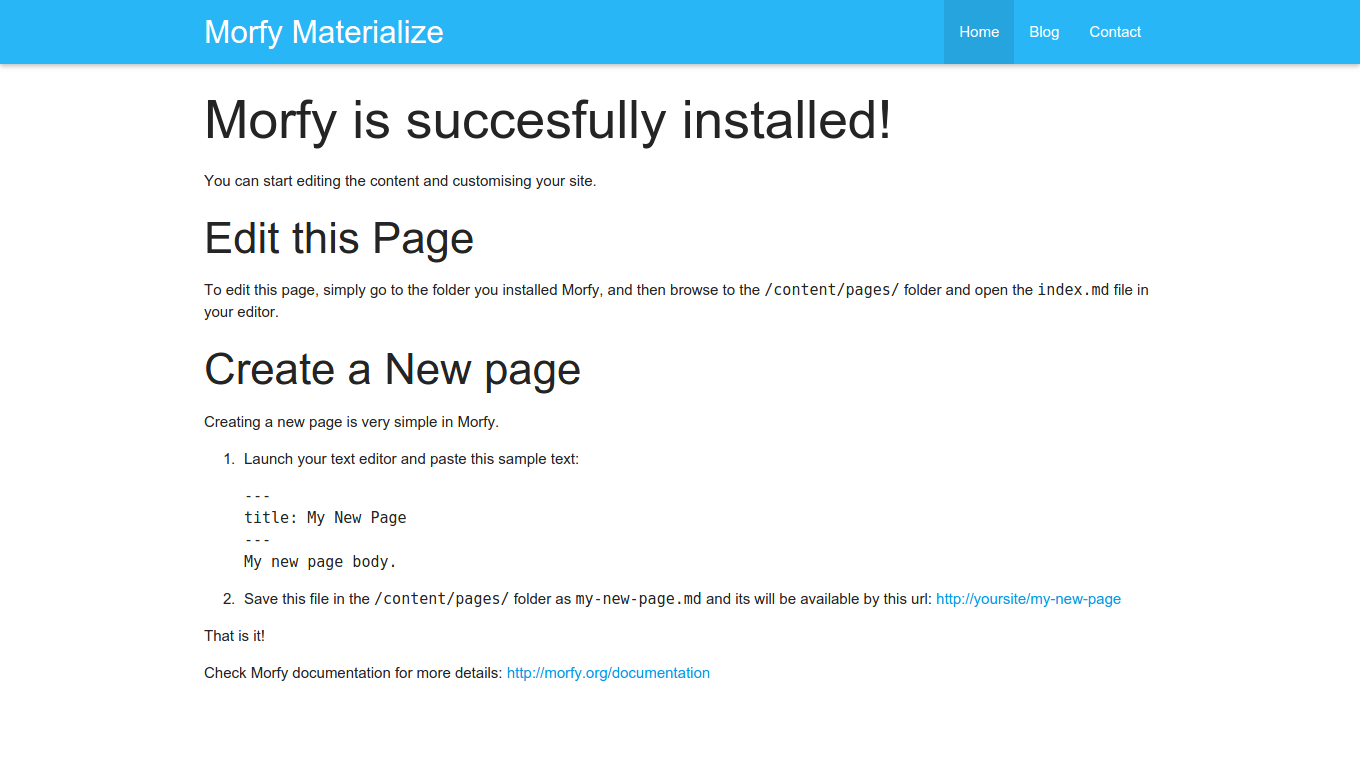 Morfy Materialize
Home
Blog
Contact
Morfy is succesfully installed!
You can start editing the content and customising your site.
Edit this Page
To edit this page, simply go to the folder you installed Morfy, and then browse to the /content/pages/ folder and open the index.md file in
your editor.
Create a New page
Creating a new page is very simple in Morfy.
1. Launch your text editor and paste this sample text:
---
title: My New Page
---
My new page body.
2. Save this file in the /content/pages/ folder as my-new-page.md and its will be available by this url: http://yoursite/my-new-page
That is it!
Check Morfy documentation for more details: http://morfy.org/documentation